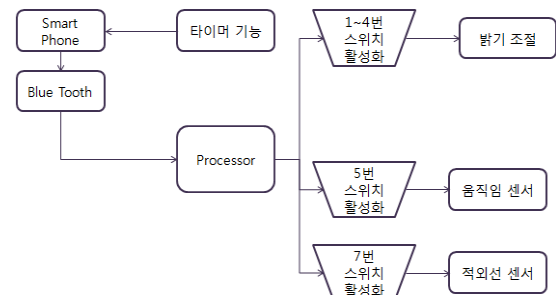 Smart
Phone
타이머 기능
1~4번
스위치
활성화
밝기 조절
Blue Tooth
Processor
5번
스위치
활성화
움직임 센서
7번
스위치
활성화
적외선 센서